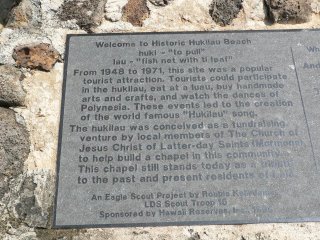 Welcome to Historic Hukilau Beach
huki - "to pull"
lau - "fish net with ti leaf"
From 1948 to 1971, this site was a popular
tourist attraction. Tourists could participate
in the hukilau, eat at a luau, buy handmade
arts and crafts, and watch the dances of
Polynesia. These events led to the creation
of the world famous "Hukilau" song.
The hukilau was conceived as a fundraising
venture by local members of The Church of
Jesus Christ of Latter-day Saints (Mormon)
to help build a chapel in this community.
This chapel still stands today as a
to the past and present residents of
An Eagle Scout Project by Robbie
LDS Scout Troop
Sponsored by Hawaii Reserves, Inc.
Wh
And